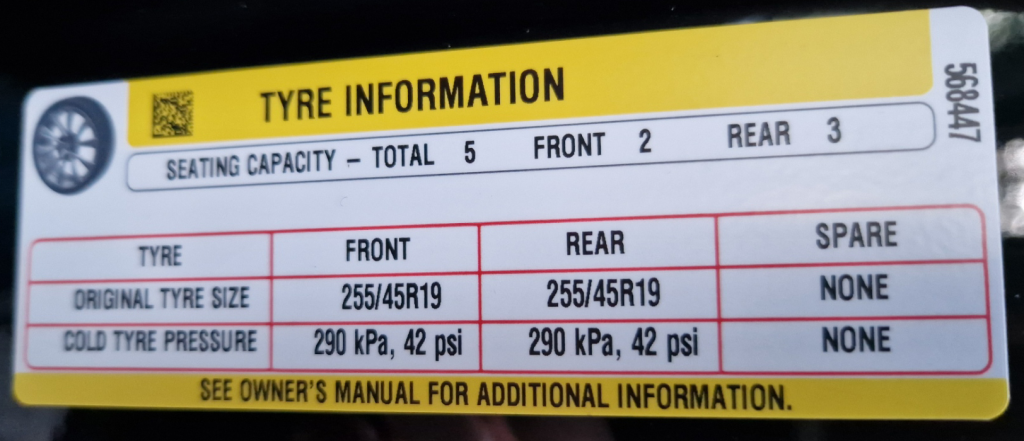 TYRE INFORMATION
568447
SEATING CAPACITY – TOTAL 5 FRONT 2 REAR 3
TYRE FRONT REAR SPARE
ORIGINAL TYRE SIZE 255/45R19 255/45R19 NONE
COLD TYRE PRESSURE 290 kPa, 42 psi 290 kPa, 42 psi NONE
SEE OWNER'S MANUAL FOR ADDITIONAL INFORMATION.